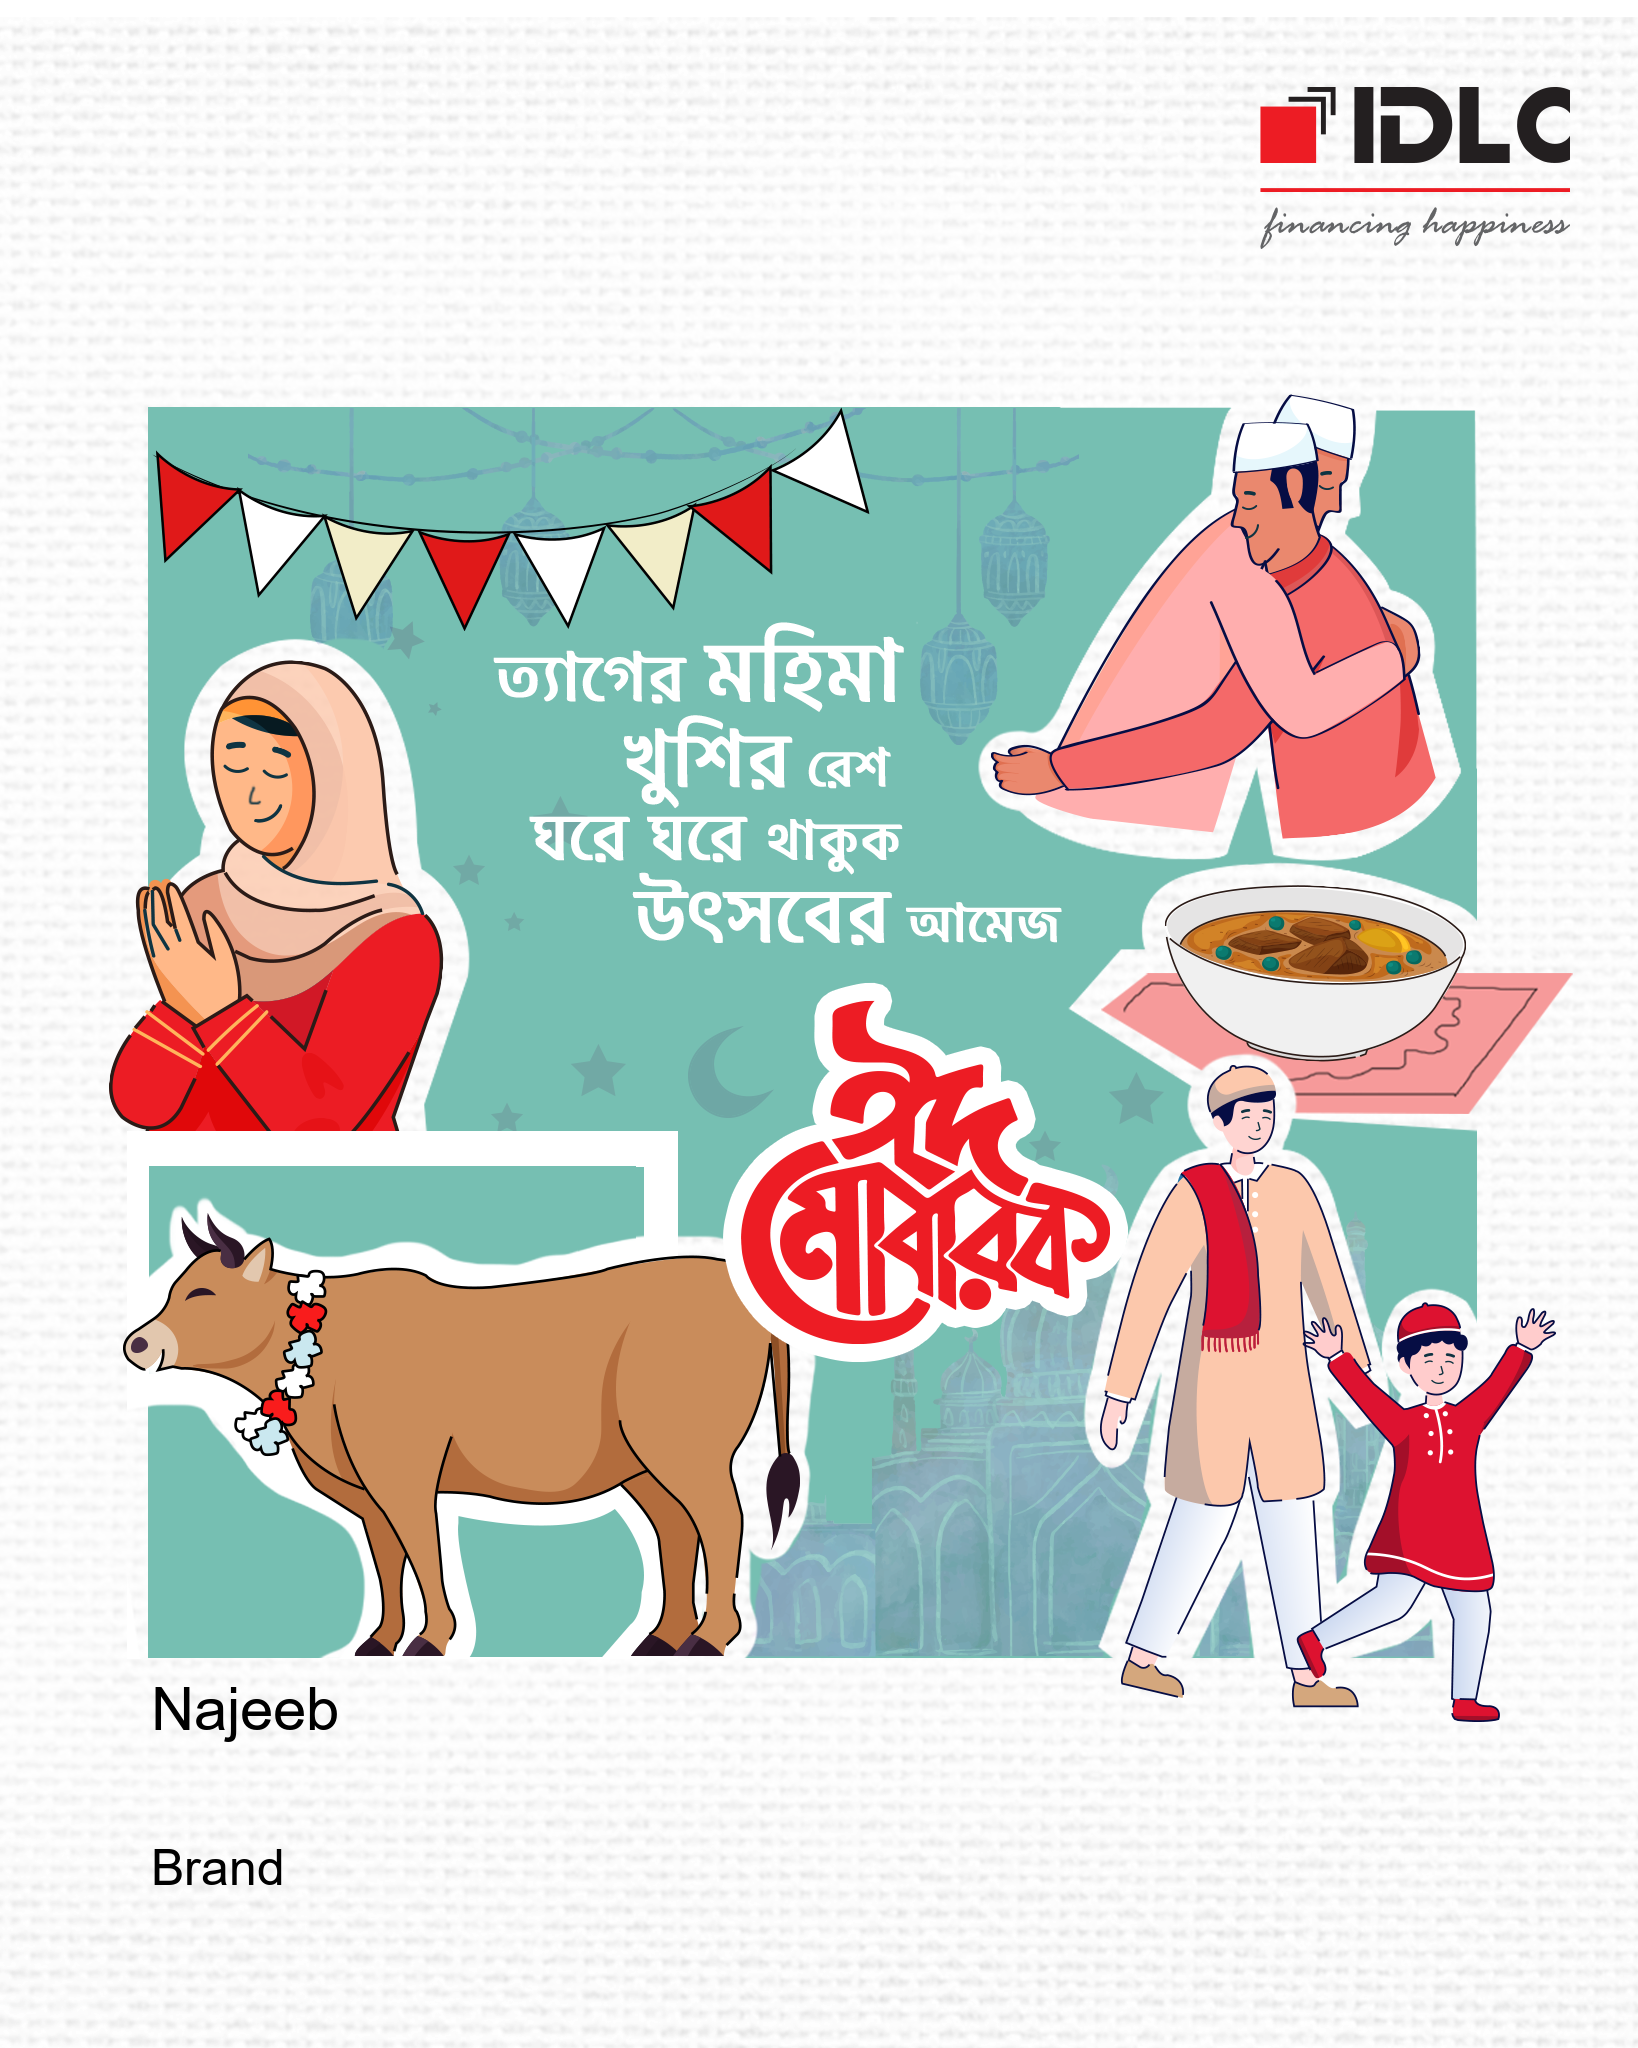 IDLC
financing happiness
ত্যাগের মহিমা
খুশির রেশ
ঘরে ঘরে থাকুক
উৎসবের আমেজ
ঈদ
মোবারক
Najeeb
Brand